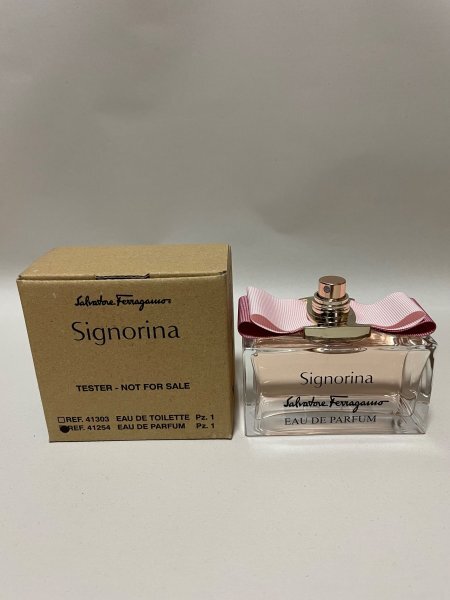 Salvatore Ferragamo
Signorina
TESTER - NOT FOR SALE
REF. 41303 EAU DE TOILETTE Pz. 1
REF. 41254 EAU DE PARFUM Pz. 1
Signorina
Salvatore Ferragamo
EAU DE PARFUM